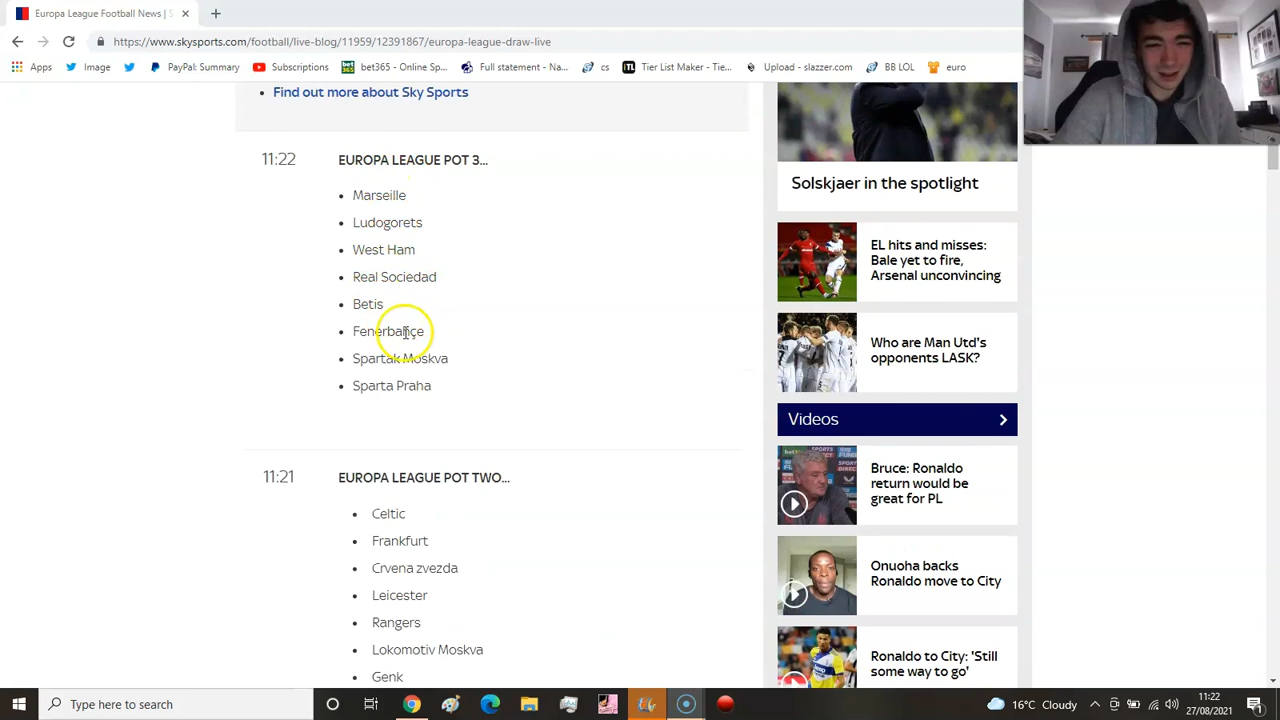 Europa League Football News | S
https://www.skysports.com/football/live-blog/11959/12391867/europa-league-draw-live
Apps
Image
PayPal: Summary
Subscriptions
bet365 - Online Sp...
Full statement - Na...
cs
Tier List Maker - Tie...
Upload - slazzer.com
BB LOL
euro
Find out more about Sky Sports
11:22
EUROPA LEAGUE POT 3...
Marseille
Ludogorets
West Ham
Real Sociedad
Betis
Fenerbahçe
Spartak Moskva
Sparta Praha
11:21
EUROPA LEAGUE POT TWO...
Celtic
Frankfurt
Crvena zvezda
Leicester
Rangers
Lokomotiv Moskva
Genk
Solskjaer in the spotlight
EL hits and misses:
Bale yet to fire,
Arsenal unconvincing
Who are Man Utd's
opponents LASK?
Videos
Bruce: Ronaldo
return would be
great for PL
Onuoha backs
Ronaldo move to City
Ronaldo to City: 'Still
some way to go'
Type here to search
16°C Cloudy
11:22
27/08/2021